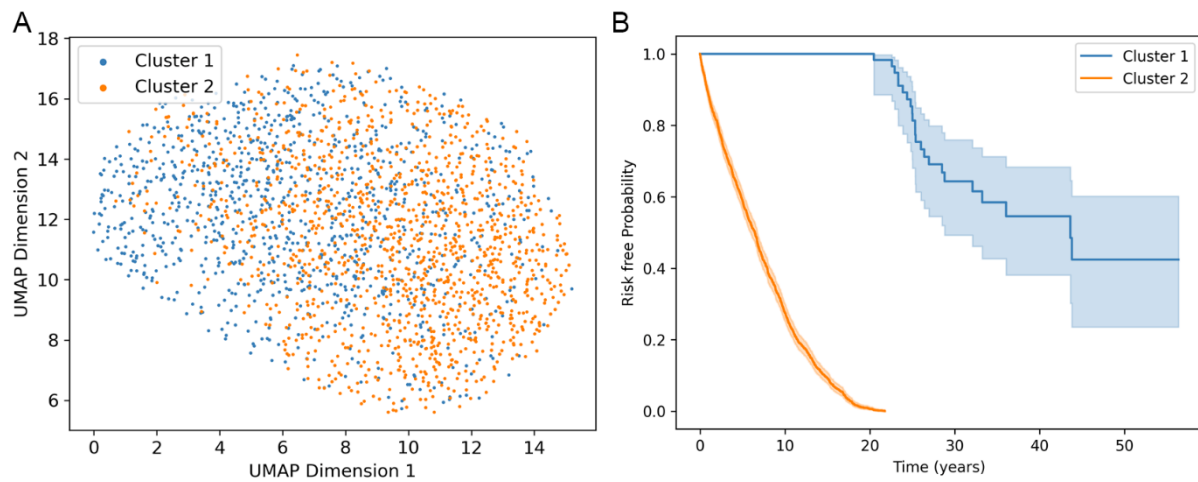 A
18
16
14
12
10
8
6
UMAP Dimension 2
Cluster 1
Cluster 2
0 2 4 6 8 10 12 14
UMAP Dimension 1
B
1.0
0.8
0.6
0.4
0.2
0.0
Risk free Probability
Cluster 1
Cluster 2
0 10 20 30 40 50
Time (years)